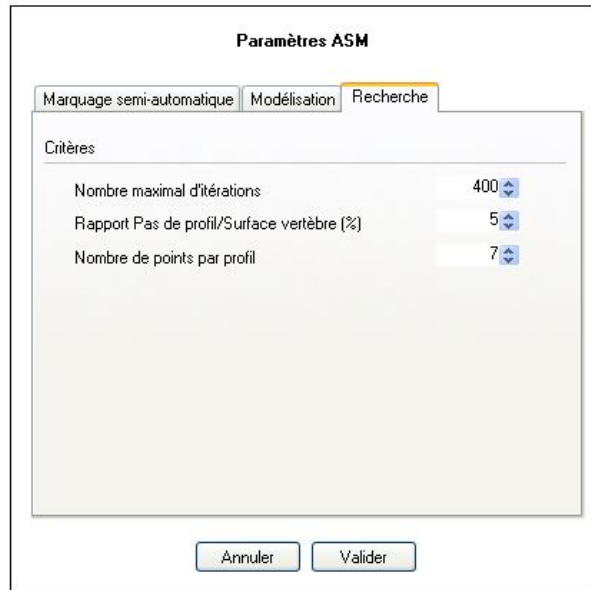 Paramètres ASM
Marquage semi-automatique Modélisation Recherche
Critères
Nombre maximal d'itérations 400
Rapport Pas de profil/Surface vertèbre (%) 5
Nombre de points par profil 7
Annuler Valider